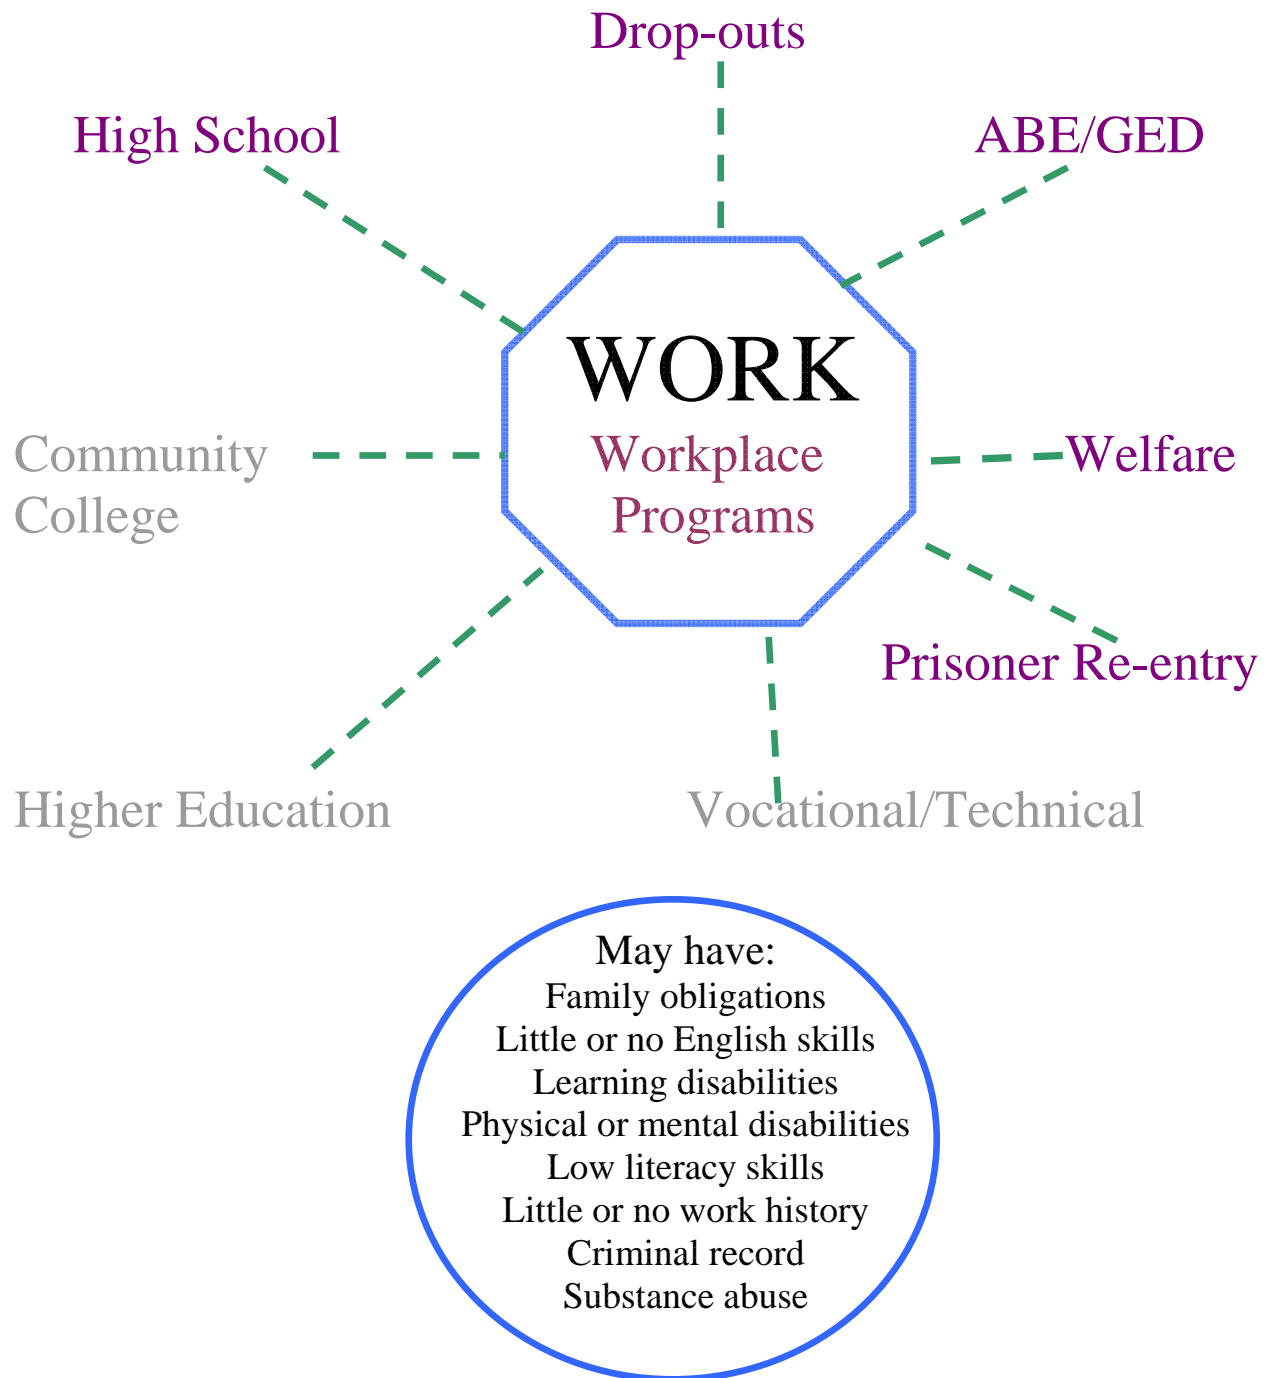 Drop-outs
High School
ABE/GED
WORK
Workplace
Programs
Community
College
Welfare
Prisoner Re-entry
Higher Education
Vocational/Technical
May have:
Family obligations
Little or no English skills
Learning disabilities
Physical or mental disabilities
Low literacy skills
Little or no work history
Criminal record
Substance abuse